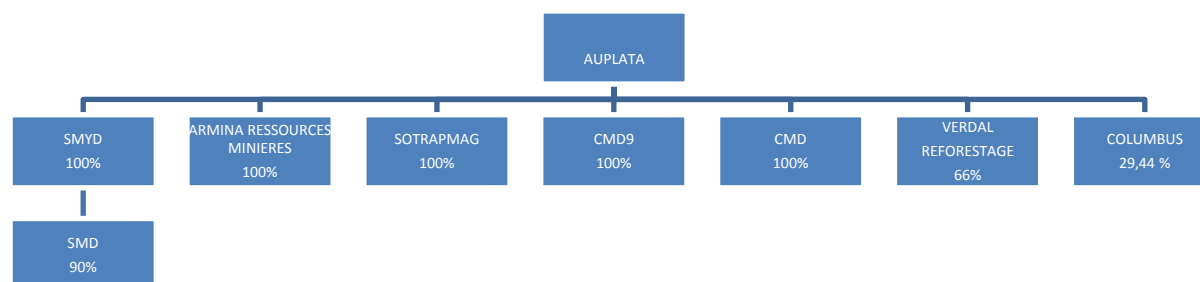 AUPLATA
SMYD
100%
ARMINA RESSOURCES
MINIERES
100%
SOTRAPMAG
100%
CMD9
100%
CMD
100%
VERDAL
REFORESTAGE
66%
COLUMBUS
29,44 %
SMD
90%